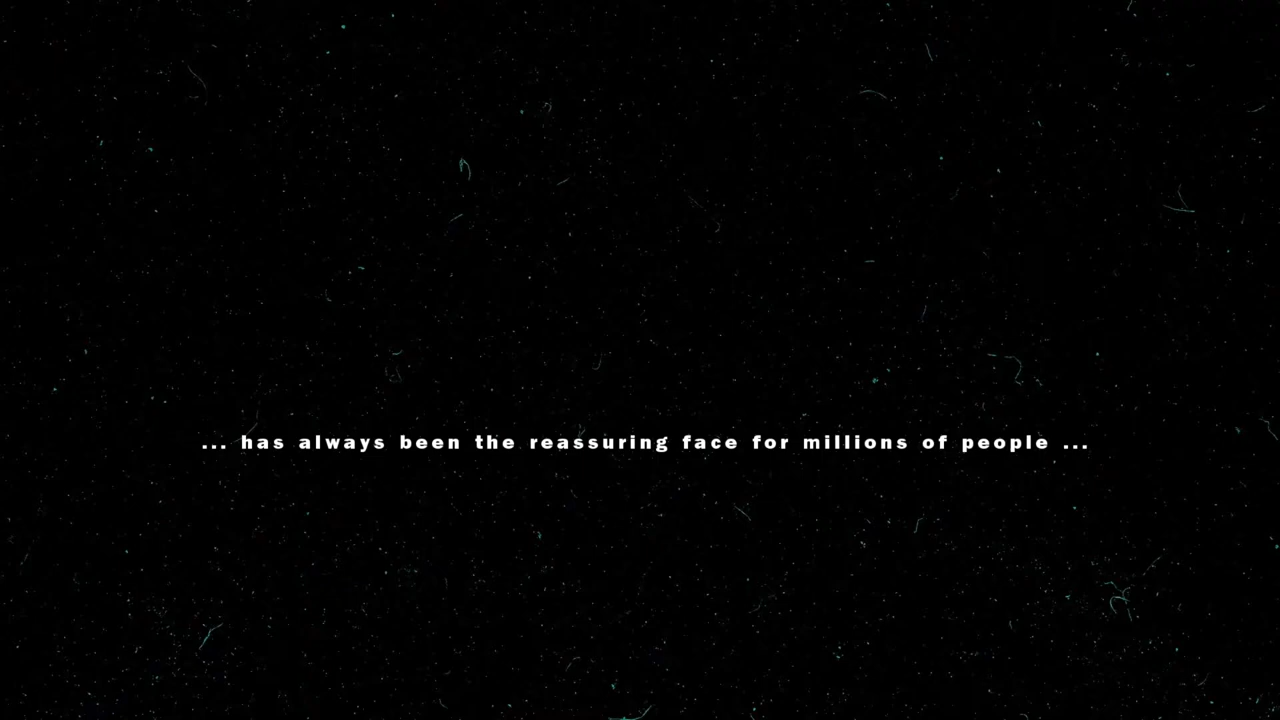 ... has always been the reassuring face for millions of people ...